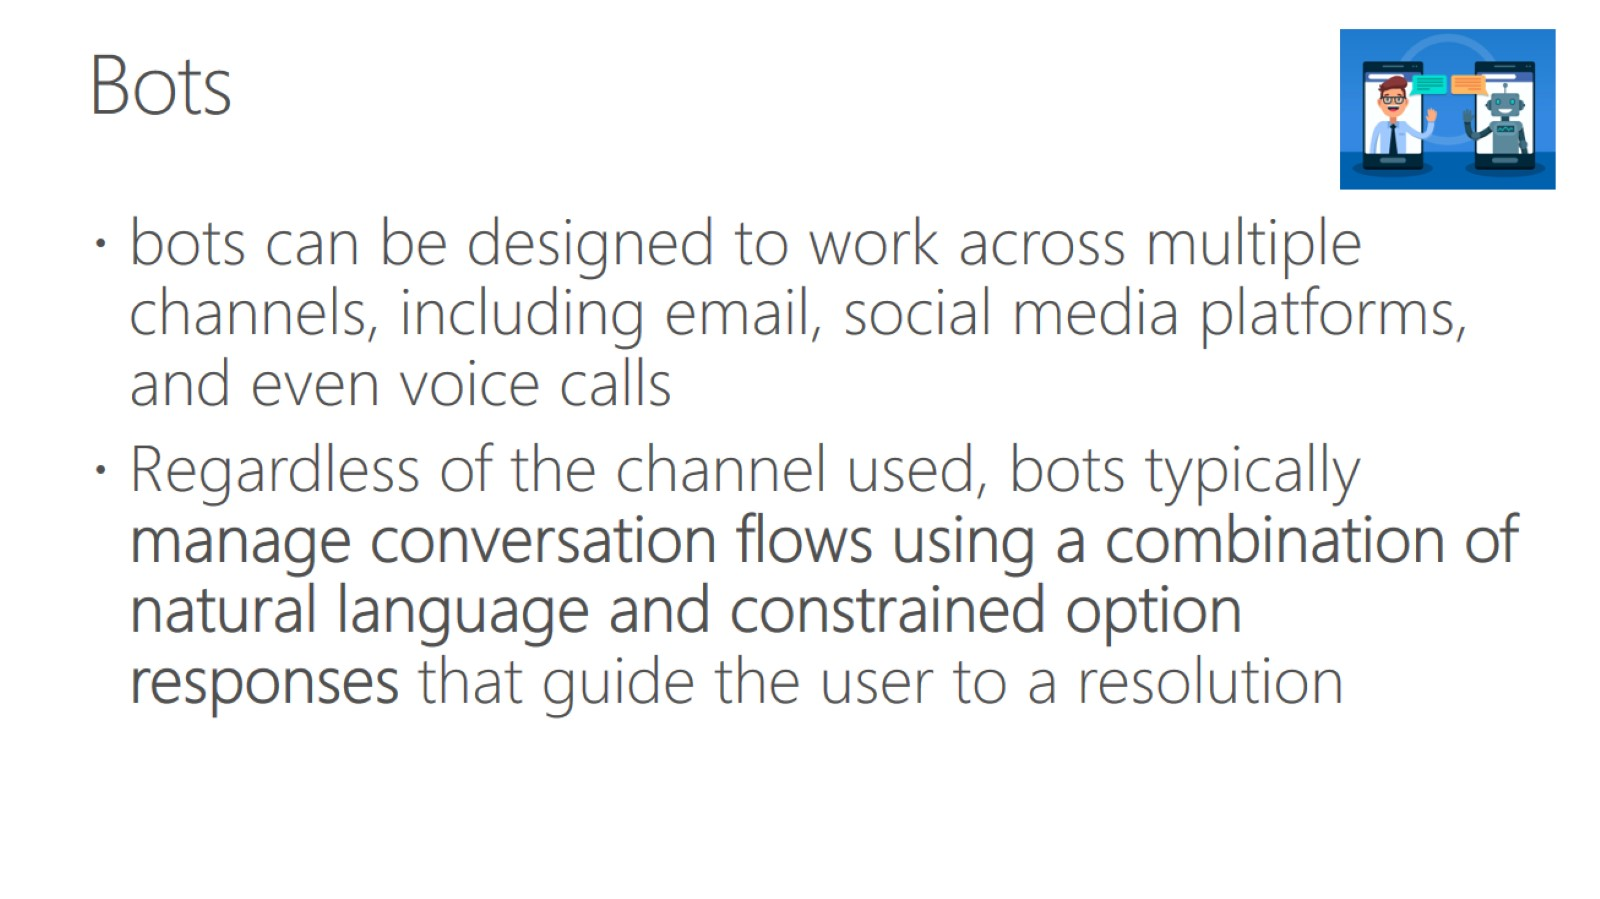 Bots
• bots can be designed to work across multiple
channels, including email, social media platforms,
and even voice calls
• Regardless of the channel used, bots typically
manage conversation flows using a combination of
natural language and constrained option
responses that guide the user to a resolution